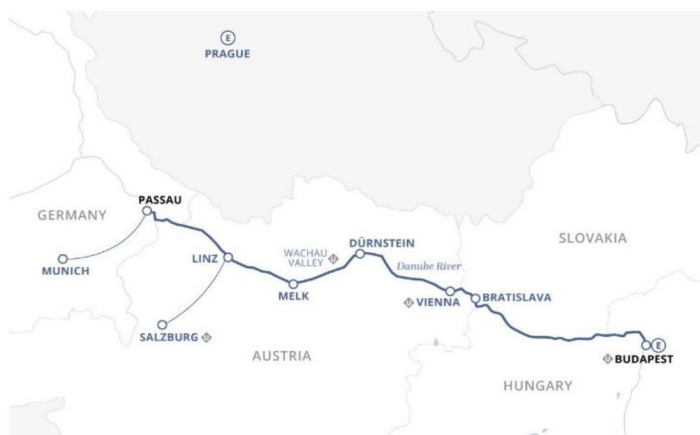 E
PRAGUE
PASSAU
GERMANY
MUNICH
LINZ
SALZBURG U
AUSTRIA
MELK
WACHAU
VALLEY U
DÜRNSTEIN
Danube River
U VIENNA
BRATISLAVA
SLOVAKIA
E
U BUDAPEST
HUNGARY